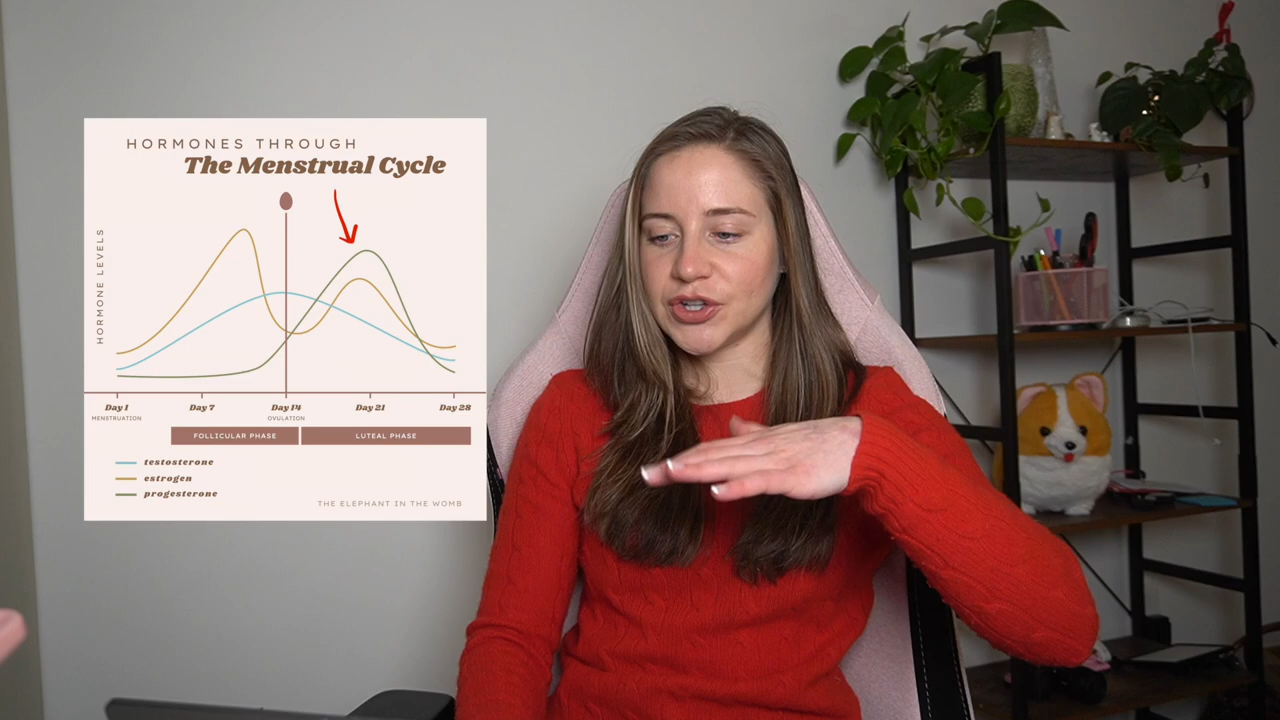 HORMONES THROUGH
The Menstrual Cycle
HORMONE LEVELS
Day 1
MENSTRUATION
Day 7
Day 14
OVULATION
Day 21
Day 28
FOLLICULAR PHASE
LUTEAL PHASE
testosterone
estrogen
progesterone
THE ELEPHANT IN THE WOMB